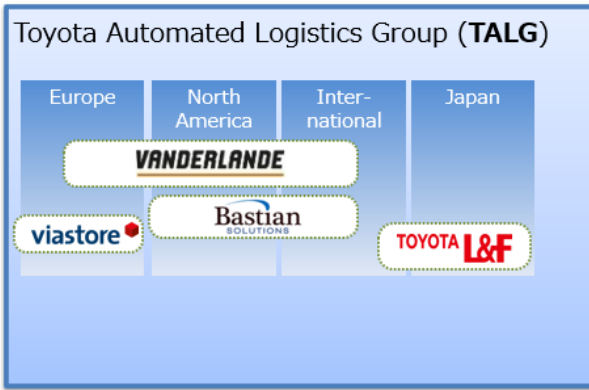 Toyota Automated Logistics Group (TALG)
Europe
North
America
Inter-
national
Japan
VANDERLANDE
Bastian
SOLUTIONS
viastore
TOYOTA L&F